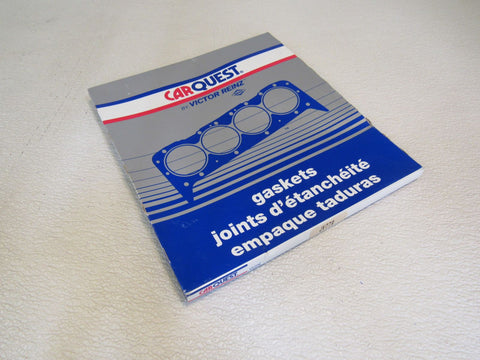 CARQUEST®
BY VICTOR REINZ
gaskets
joints d'étanchéité
empaque taduras
CARQUEST